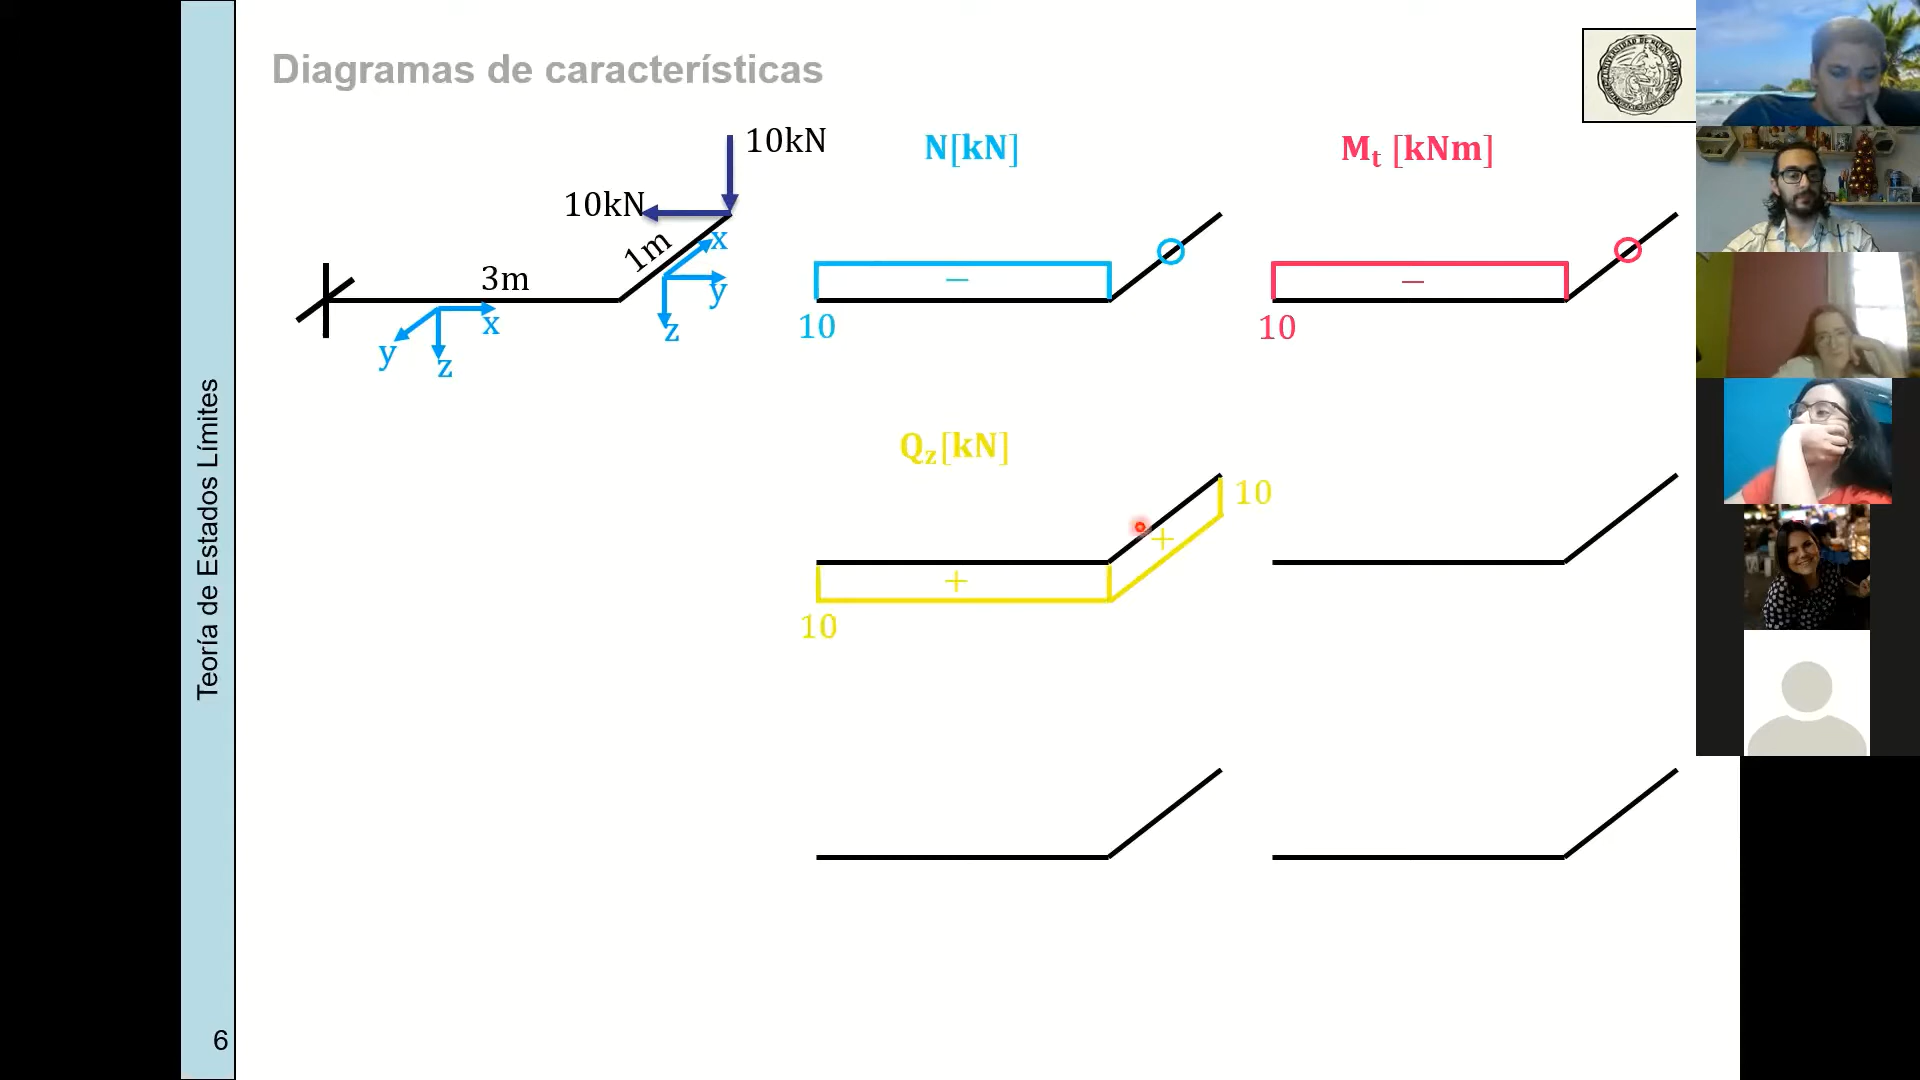 Diagramas de características
10kN
10kN
1m
3m
x
y
z
x
y
z
N[kN]
−
10
Mt [kNm]
−
10
Qz[kN]
10
+
+
10
Teoría de Estados Límites
6